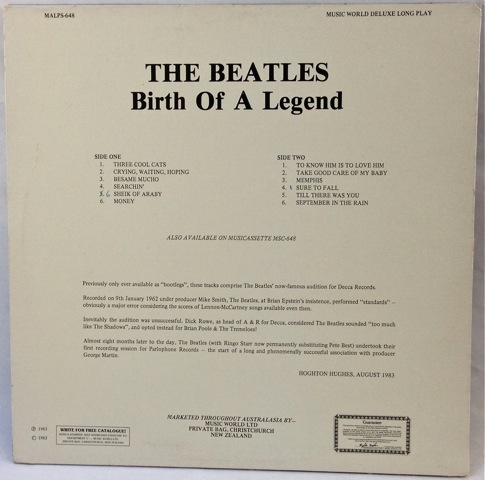 MALPS-648
MUSIC WORLD DELUXE LONG PLAY
THE BEATLES
Birth Of A Legend
SIDE ONE
1. THREE COOL CATS
2. CRYING, WAITING, HOPING
3. BESAME MUCHO
4. SEARCHIN'
5. SHEIK OF ARABY
6. MONEY
SIDE TWO
1. TO KNOW HIM IS TO LOVE HIM
2. TAKE GOOD CARE OF MY BABY
3. MEMPHIS
4. SURE TO FALL
5. TILL THERE WAS YOU
6. SEPTEMBER IN THE RAIN
ALSO AVAILABLE ON MUSICASSETTE MSC-648
Previously only ever available as "bootlegs", these tracks comprise The Beatles' now-famous audition for Decca Records.
Recorded on 9th January 1962 under producer Mike Smith, The Beatles, at Brian Epstein's insistence, performed "standards" –
obviously a major error considering the scores of Lennon-McCartney songs available even then.
Inevitably the audition was unsuccessful. Dick Rowe, as head of A & R for Decca, considered The Beatles sounded "too much
like The Shadows", and opted instead for Brian Poole & The Tremeloes!
Almost eight months later to the day, The Beatles (with Ringo Starr now permanently substituting Pete Best) undertook their
first recording session for Parlophone Records – the start of a long and phenomenally successful association with producer
George Martin.
HOGHTON HUGHES, AUGUST 1983
MARKETED THROUGHOUT AUSTRALASIA BY—
MUSIC WORLD LTD
PRIVATE BAG, CHRISTCHURCH
NEW ZEALAND
℗ 1983
© 1983
WRITE FOR FREE CATALOGUE!
Guarantee